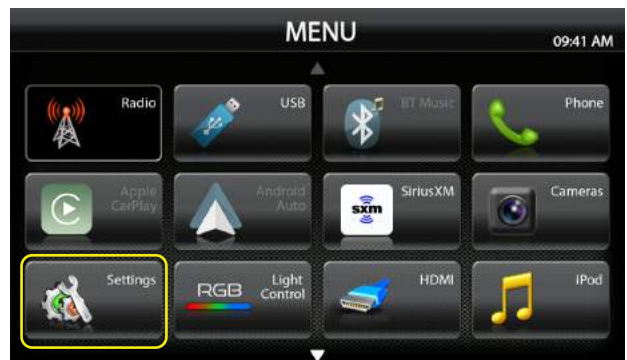 MENU
09:41 AM
Radio
USB
BT Music
Phone
Apple
CarPlay
Android
Auto
sxm
SiriusXM
Cameras
Settings
RGB
Light
Control
HDMI
iPod